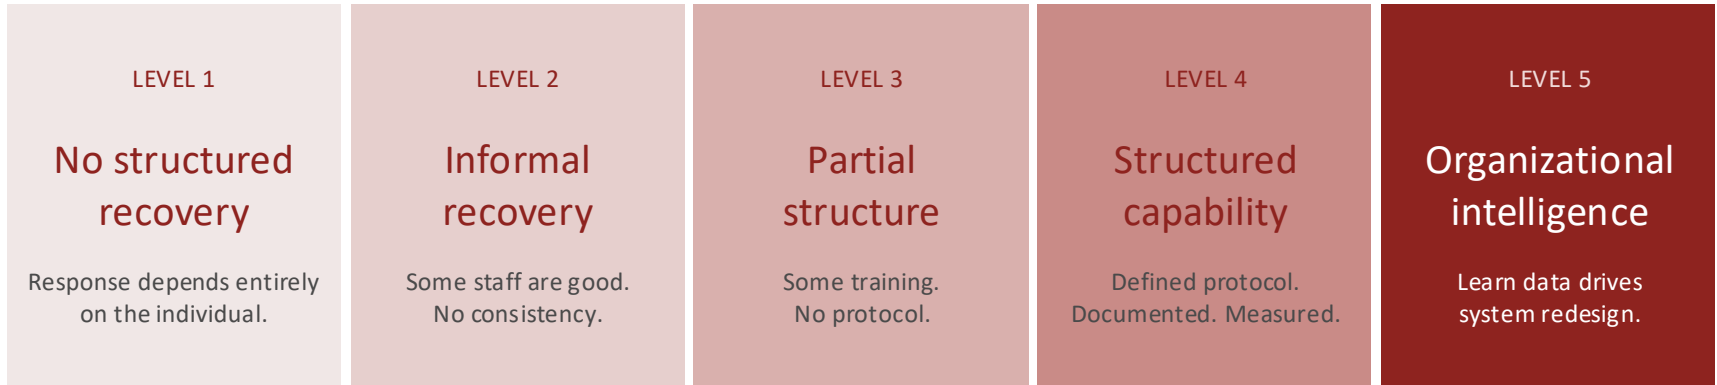 LEVEL 1
No structured
recovery
Response depends entirely
on the individual.
LEVEL 2
Informal
recovery
Some staff are good.
No consistency.
LEVEL 3
Partial
structure
Some training.
No protocol.
LEVEL 4
Structured
capability
Defined protocol.
Documented. Measured.
LEVEL 5
Organizational
intelligence
Learn data drives
system redesign.